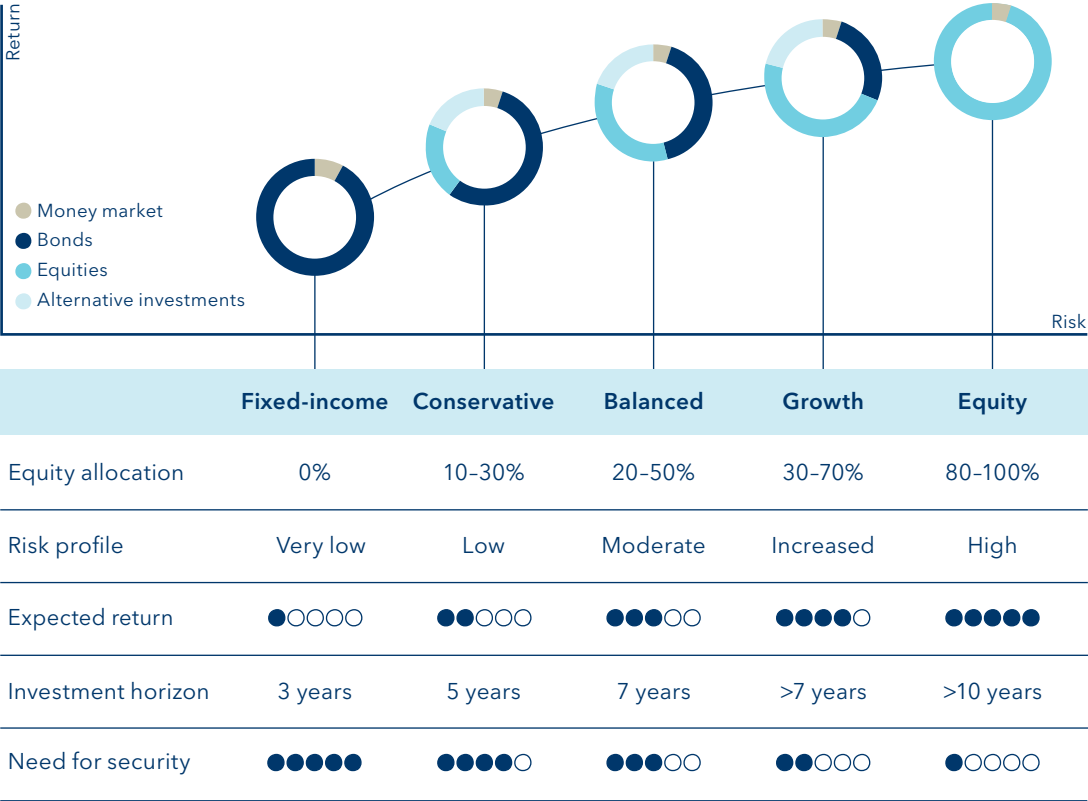 Return
Money market
Bonds
Equities
Alternative investments
Risk
Fixed-income Conservative Balanced Growth Equity
Equity allocation 0% 10–30% 20–50% 30–70% 80–100%
Risk profile Very low Low Moderate Increased High
Expected return
Investment horizon 3 years 5 years 7 years >7 years >10 years
Need for security